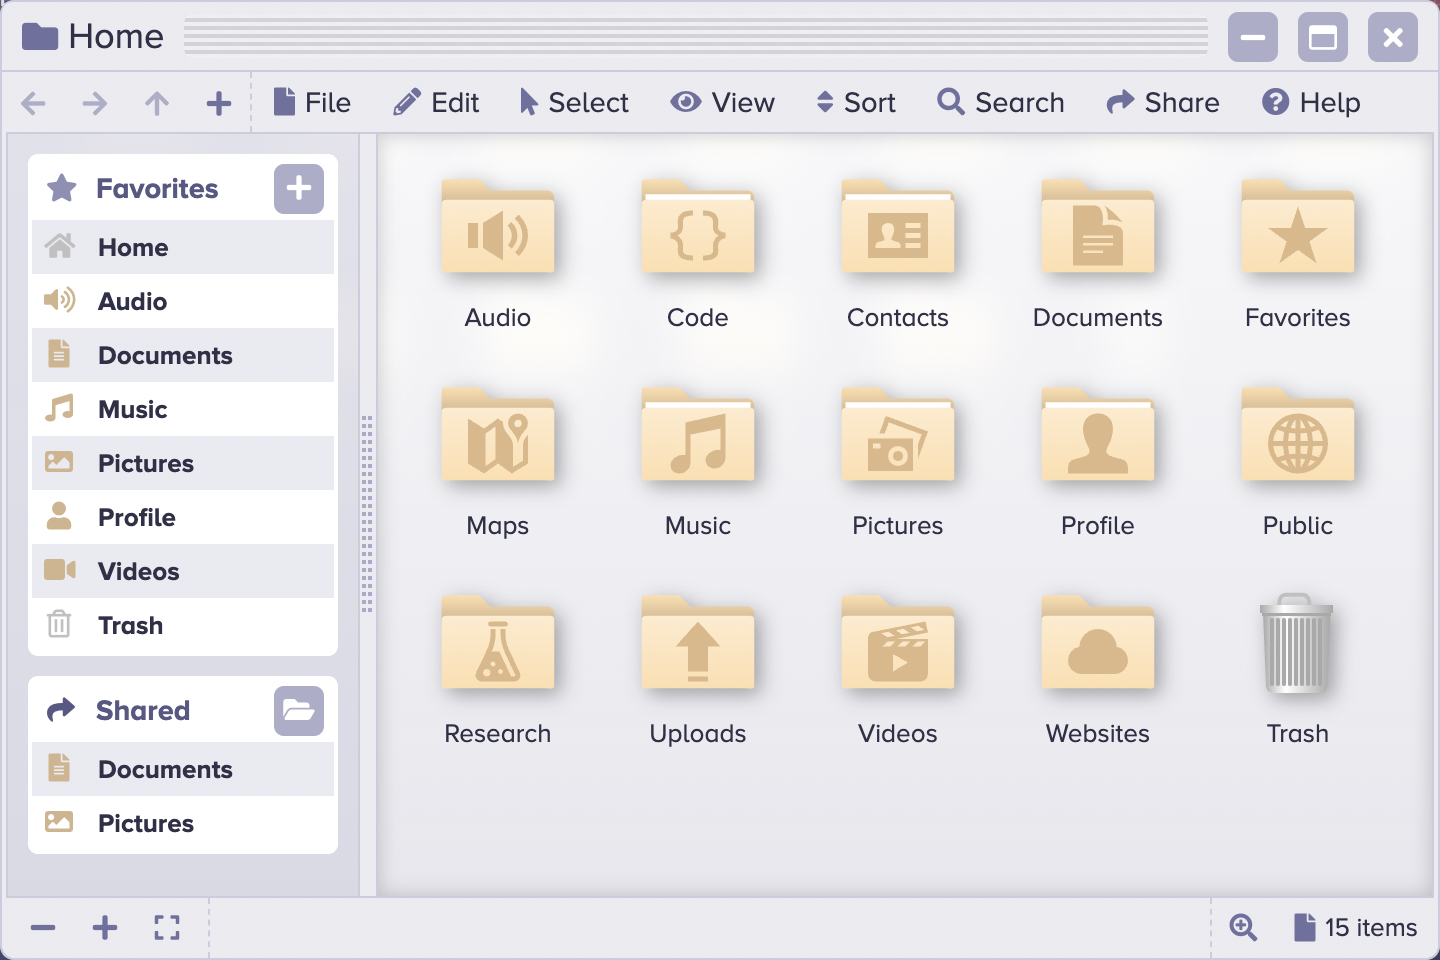 Home
File Edit Select View Sort Search Share Help
Favorites
Home
Audio
Documents
Music
Pictures
Profile
Videos
Trash
Shared
Documents
Pictures
Audio Code Contacts Documents Favorites
Maps Music Pictures Profile Public
Research Uploads Videos Websites Trash
15 items